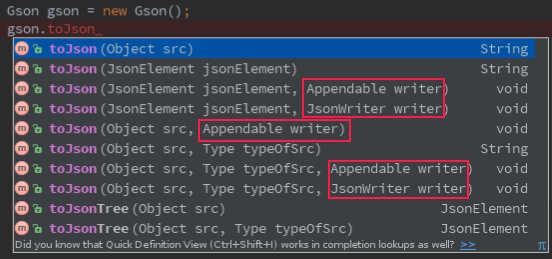 Gson gson = new Gson();
gson.toJson
m toJson(Object src) String
m toJson(JsonElement jsonElement) String
m toJson(JsonElement jsonElement, Appendable writer) void
m toJson(JsonElement jsonElement, JsonWriter writer) void
m toJson(Object src, Appendable writer) void
m toJson(Object src, Type typeOfSrc) String
m toJson(Object src, Type typeOfSrc, Appendable writer) void
m toJson(Object src, Type typeOfSrc, JsonWriter writer) void
m toJsonTree(Object src) JsonElement
m toJsonTree(Object src, Type typeOfSrc) JsonElement
Did you know that Quick Definition View (Ctrl+Shift+I) works in completion lookups as well? >> π